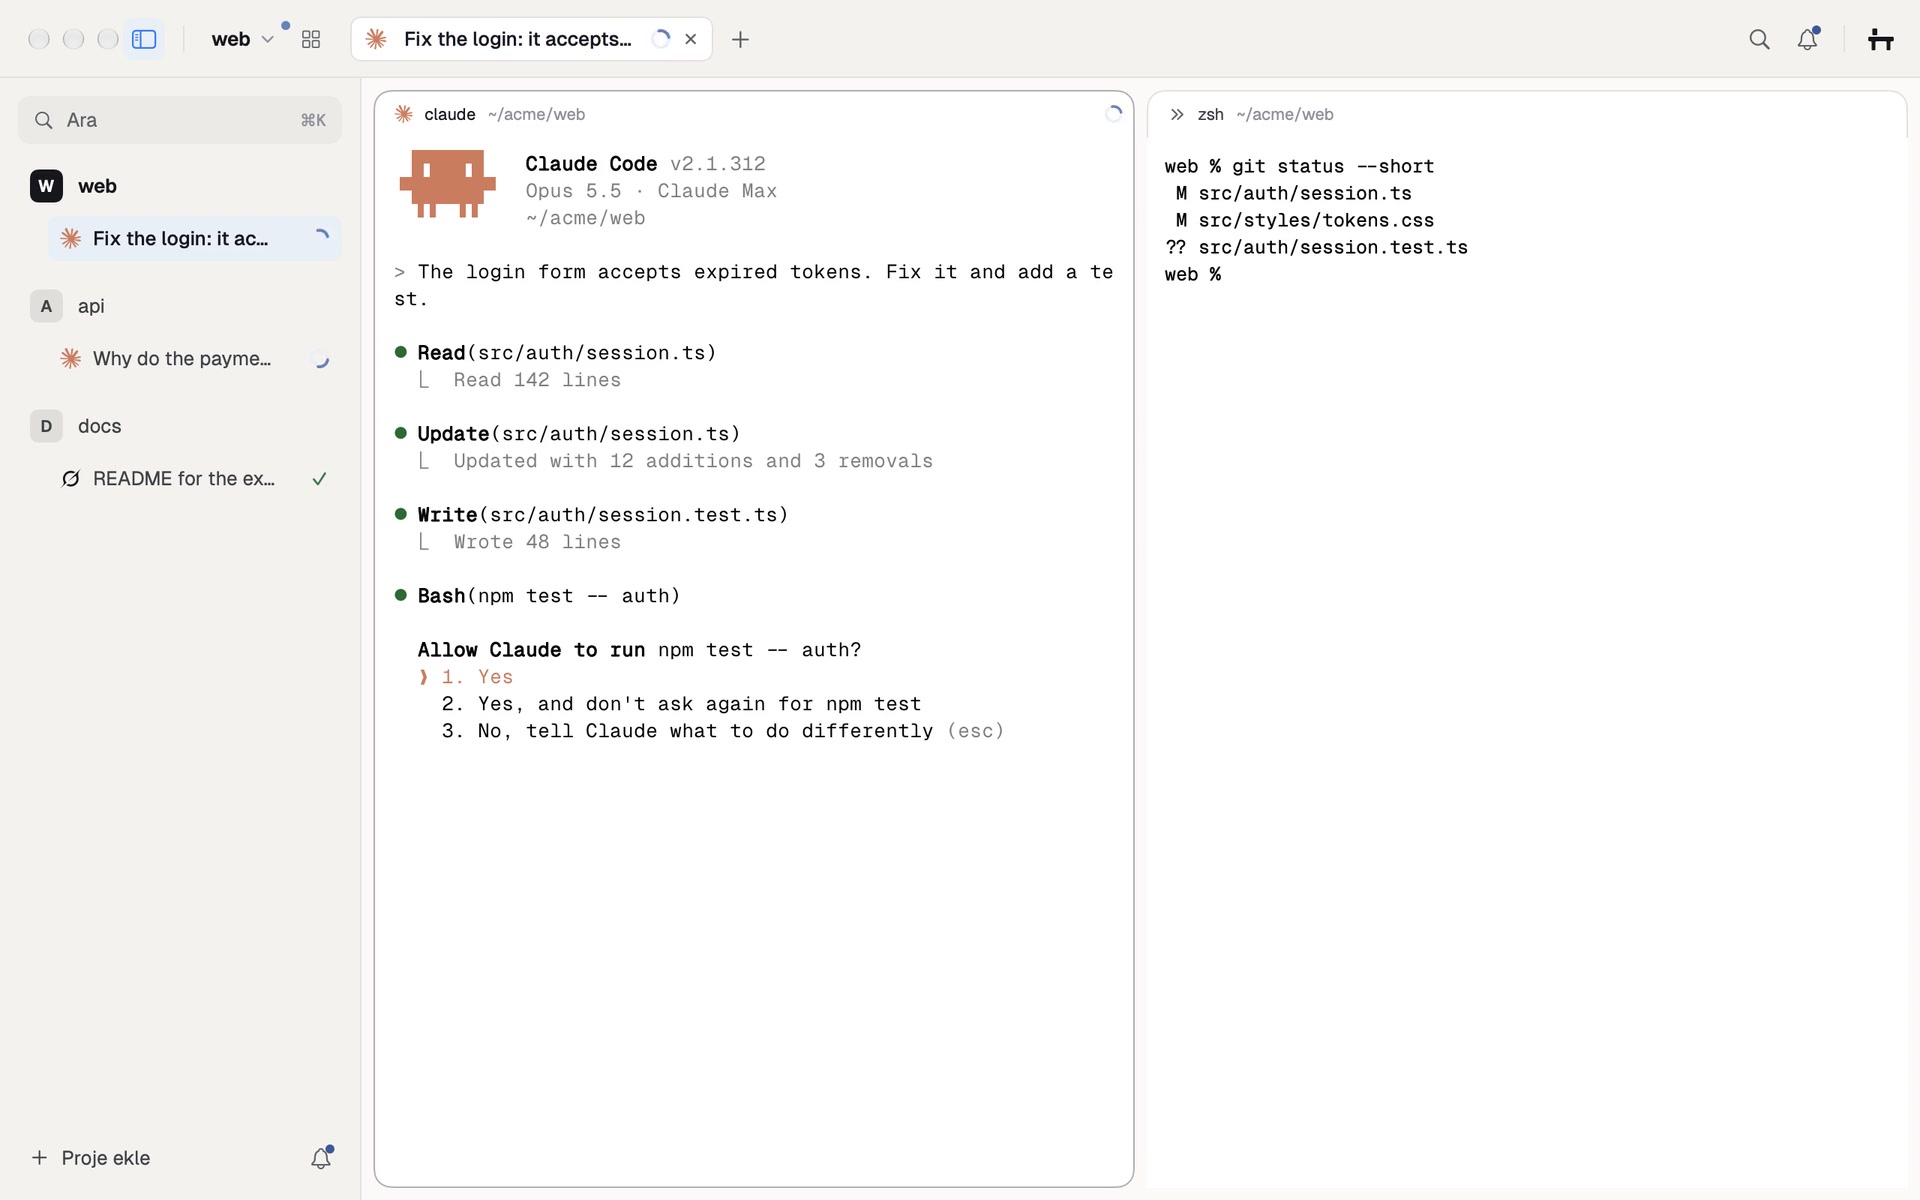 web
Fix the login: it accepts...
Ara ⌘K
W web
Fix the login: it ac...
A api
Why do the payme...
D docs
README for the ex...
+ Proje ekle
claude ~/acme/web
Claude Code v2.1.312
Opus 5.5 · Claude Max
~/acme/web
> The login form accepts expired tokens. Fix it and add a te
st.
● Read(src/auth/session.ts)
⎿ Read 142 lines
● Update(src/auth/session.ts)
⎿ Updated with 12 additions and 3 removals
● Write(src/auth/session.test.ts)
⎿ Wrote 48 lines
● Bash(npm test -- auth)
Allow Claude to run npm test -- auth?
❯ 1. Yes
2. Yes, and don't ask again for npm test
3. No, tell Claude what to do differently (esc)
zsh ~/acme/web
web % git status --short
M src/auth/session.ts
M src/styles/tokens.css
?? src/auth/session.test.ts
web %